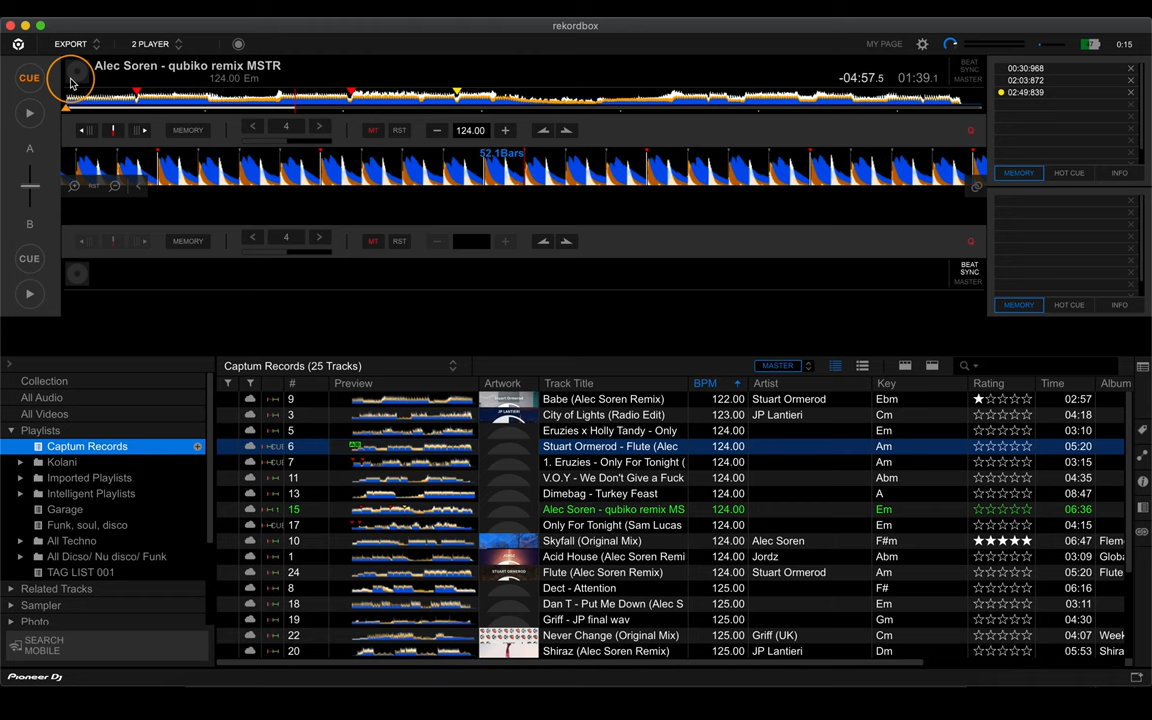 rekordbox
EXPORT 2 PLAYER MY PAGE 0:15
CUE Alec Soren - qubiko remix MSTR
124.00 Em -04:57.5 01:39.1 BEAT SYNC MASTER
00:30:968
02:03:872
02:49:839
MEMORY 4 MT RST 124.00 Q
A 52.1Bars
RST
MEMORY HOT CUE INFO
B
MEMORY 4 MT RST Q
CUE BEAT SYNC MASTER
MEMORY HOT CUE INFO
Captum Records (25 Tracks) MASTER
Collection # Preview Artwork Track Title BPM Artist Key Rating Time Album
All Audio 9 Babe (Alec Soren Remix) 122.00 Stuart Ormerod Ebm 02:57
All Videos 3 City of Lights (Radio Edit) 123.00 JP Lantieri Cm 04:18
Playlists 5 Eruzies x Holly Tandy - Only 124.00 Em 03:10
Captum Records 6 Stuart Ormerod - Flute (Alec 124.00 Am 05:20
Kolani 7 1. Eruzies - Only For Tonight ( 124.00 Am 03:15
Imported Playlists 11 V.O.Y - We Don't Give a Fuck 124.00 Abm 04:35
Intelligent Playlists 13 Dimebag - Turkey Feast 124.00 A 08:47
Garage 15 Alec Soren - qubiko remix MS 124.00 Em 06:36
Funk, soul, disco 17 Only For Tonight (Sam Lucas 124.00 Am 04:15
All Techno 10 Skyfall (Original Mix) 124.00 Alec Soren F#m 06:47 Flem
All Dicso/ Nu disco/ Funk 1 Acid House (Alec Soren Remi 124.00 Jordz Abm 03:09 Globa
TAG LIST 001 24 Flute (Alec Soren Remix) 124.00 Stuart Ormerod Am 05:20 Flute
Related Tracks 8 Dect - Attention 125.00 F# 06:16
Sampler 18 Dan T - Put Me Down (Alec S 125.00 Em 03:11
Photo 19 Griff - JP final wav 125.00 Gm 04:30
SEARCH MOBILE 22 Never Change (Original Mix) 125.00 Griff (UK) Cm 04:07 Week
20 Shiraz (Alec Soren Remix) 125.00 JP Lantieri Em 05:53 Shira
Pioneer Dj